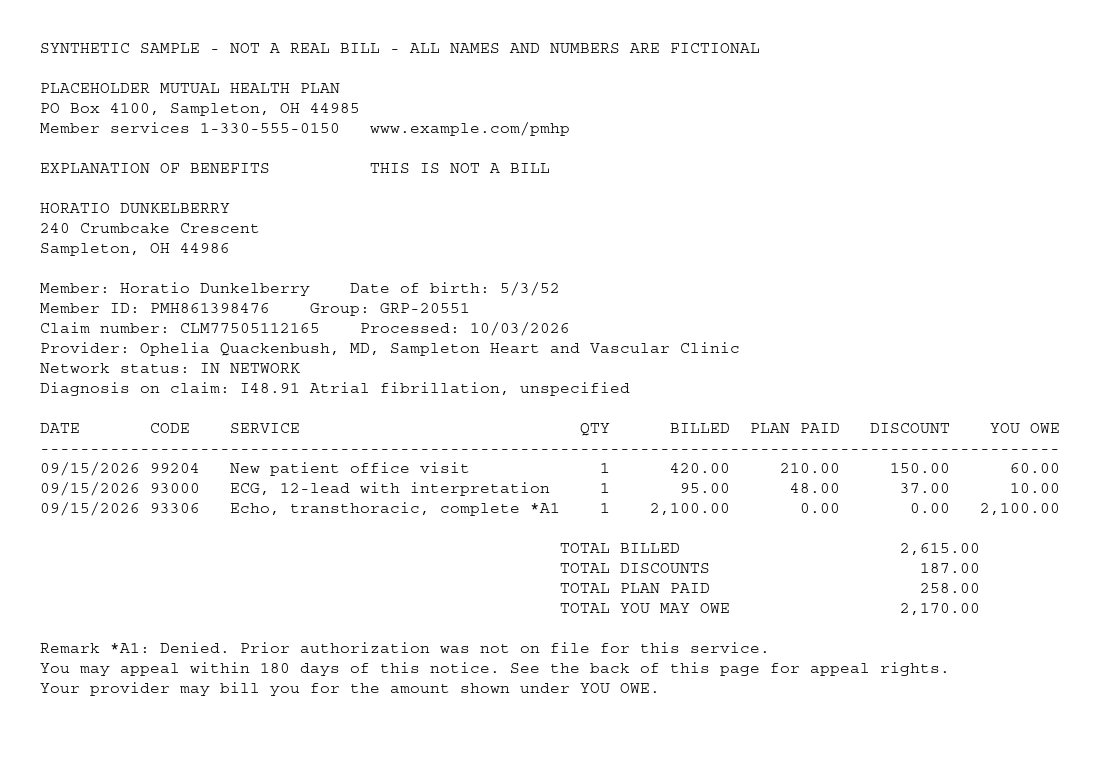 SYNTHETIC SAMPLE - NOT A REAL BILL - ALL NAMES AND NUMBERS ARE FICTIONAL
PLACEHOLDER MUTUAL HEALTH PLAN
PO Box 4100, Sampleton, OH 44985
Member services 1-330-555-0150 www.example.com/pmhp
EXPLANATION OF BENEFITS THIS IS NOT A BILL
HORATIO DUNKELBERRY
240 Crumbcake Crescent
Sampleton, OH 44986
Member: Horatio Dunkelberry Date of birth: 5/3/52
Member ID: PMH861398476 Group: GRP-20551
Claim number: CLM77505112165 Processed: 10/03/2026
Provider: Ophelia Quackenbush, MD, Sampleton Heart and Vascular Clinic
Network status: IN NETWORK
Diagnosis on claim: I48.91 Atrial fibrillation, unspecified
DATE CODE SERVICE QTY BILLED PLAN PAID DISCOUNT YOU OWE
------------------------------------------------------------------------------------------------------
09/15/2026 99204 New patient office visit 1 420.00 210.00 150.00 60.00
09/15/2026 93000 ECG, 12-lead with interpretation 1 95.00 48.00 37.00 10.00
09/15/2026 93306 Echo, transthoracic, complete *A1 1 2,100.00 0.00 0.00 2,100.00
TOTAL BILLED 2,615.00
TOTAL DISCOUNTS 187.00
TOTAL PLAN PAID 258.00
TOTAL YOU MAY OWE 2,170.00
Remark *A1: Denied. Prior authorization was not on file for this service.
You may appeal within 180 days of this notice. See the back of this page for appeal rights.
Your provider may bill you for the amount shown under YOU OWE.